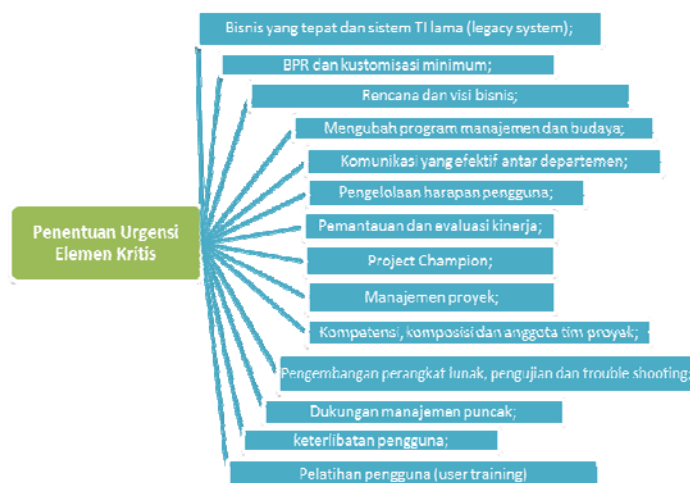 Bisnis yang tepat dan sistem TI lama (legacy system);
BPR dan kustomisasi minimum;
Rencana dan visi bisnis;
Mengubah program manajemen dan budaya;
Komunikasi yang efektif antar departemen;
Pengelolaan harapan pengguna;
Penentuan Urgensi
Elemen Kritis
Pemantauan dan evaluasi kinerja;
Project Champion;
Manajemen proyek;
Kompetensi, komposisi dan anggota tim proyek;
Pengembangan perangkat lunak, pengujian dan trouble shooting;
Dukungan manajemen puncak;
keterlibatan pengguna;
Pelatihan pengguna (user training)